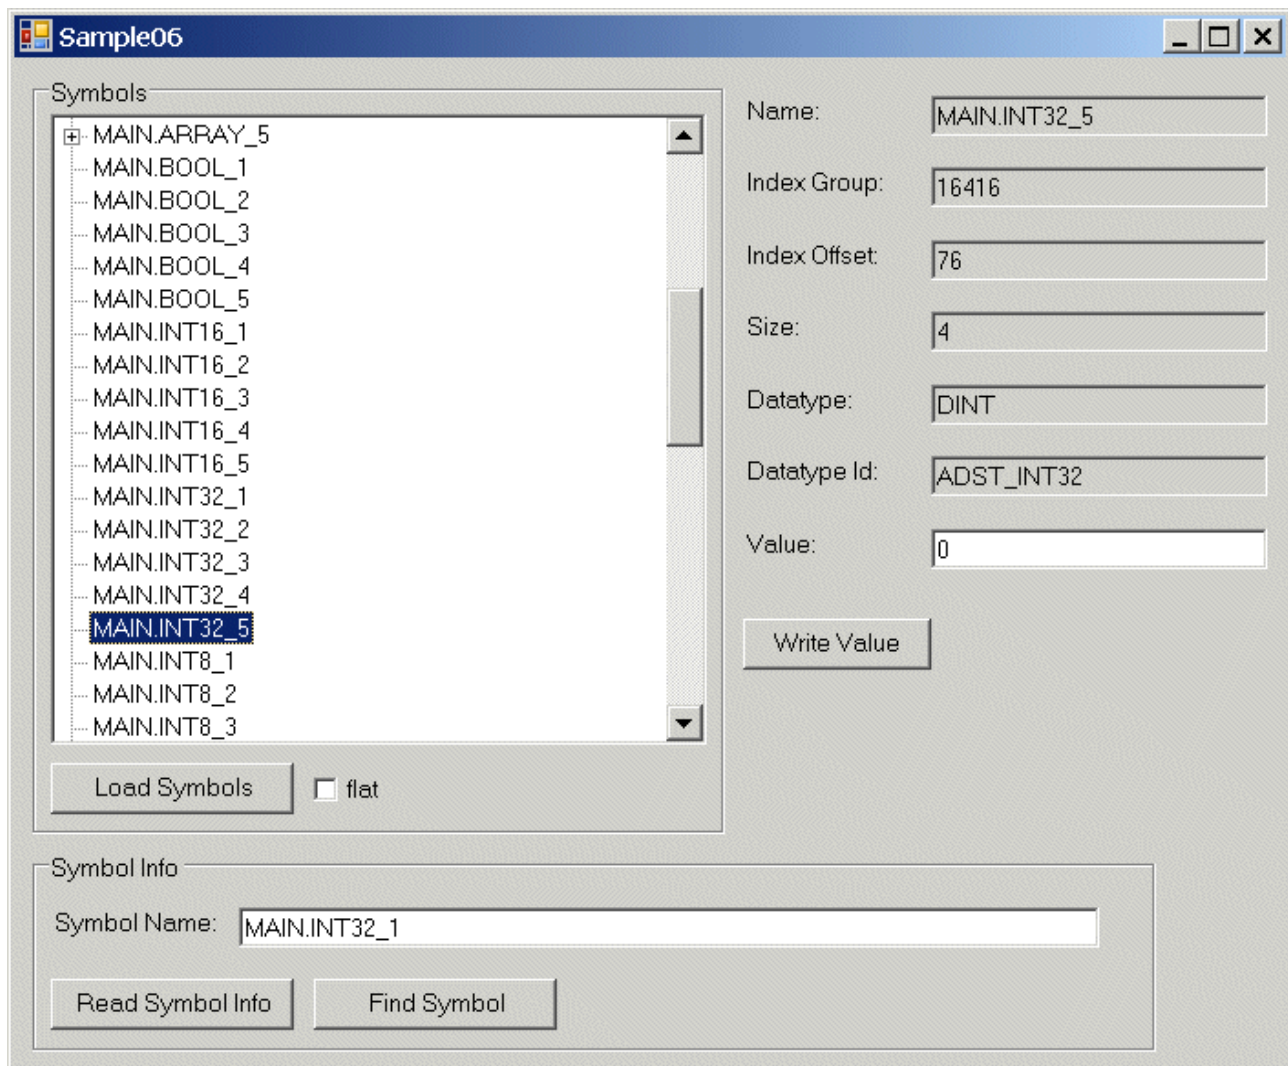 Sample06
Symbols
MAIN.ARRAY_5
MAIN.BOOL_1
MAIN.BOOL_2
MAIN.BOOL_3
MAIN.BOOL_4
MAIN.BOOL_5
MAIN.INT16_1
MAIN.INT16_2
MAIN.INT16_3
MAIN.INT16_4
MAIN.INT16_5
MAIN.INT32_1
MAIN.INT32_2
MAIN.INT32_3
MAIN.INT32_4
MAIN.INT32_5
MAIN.INT8_1
MAIN.INT8_2
MAIN.INT8_3
Load Symbols flat
Name: MAIN.INT32_5
Index Group: 16416
Index Offset: 76
Size: 4
Datatype: DINT
Datatype Id: ADST_INT32
Value: 0
Write Value
Symbol Info
Symbol Name: MAIN.INT32_1
Read Symbol Info Find Symbol